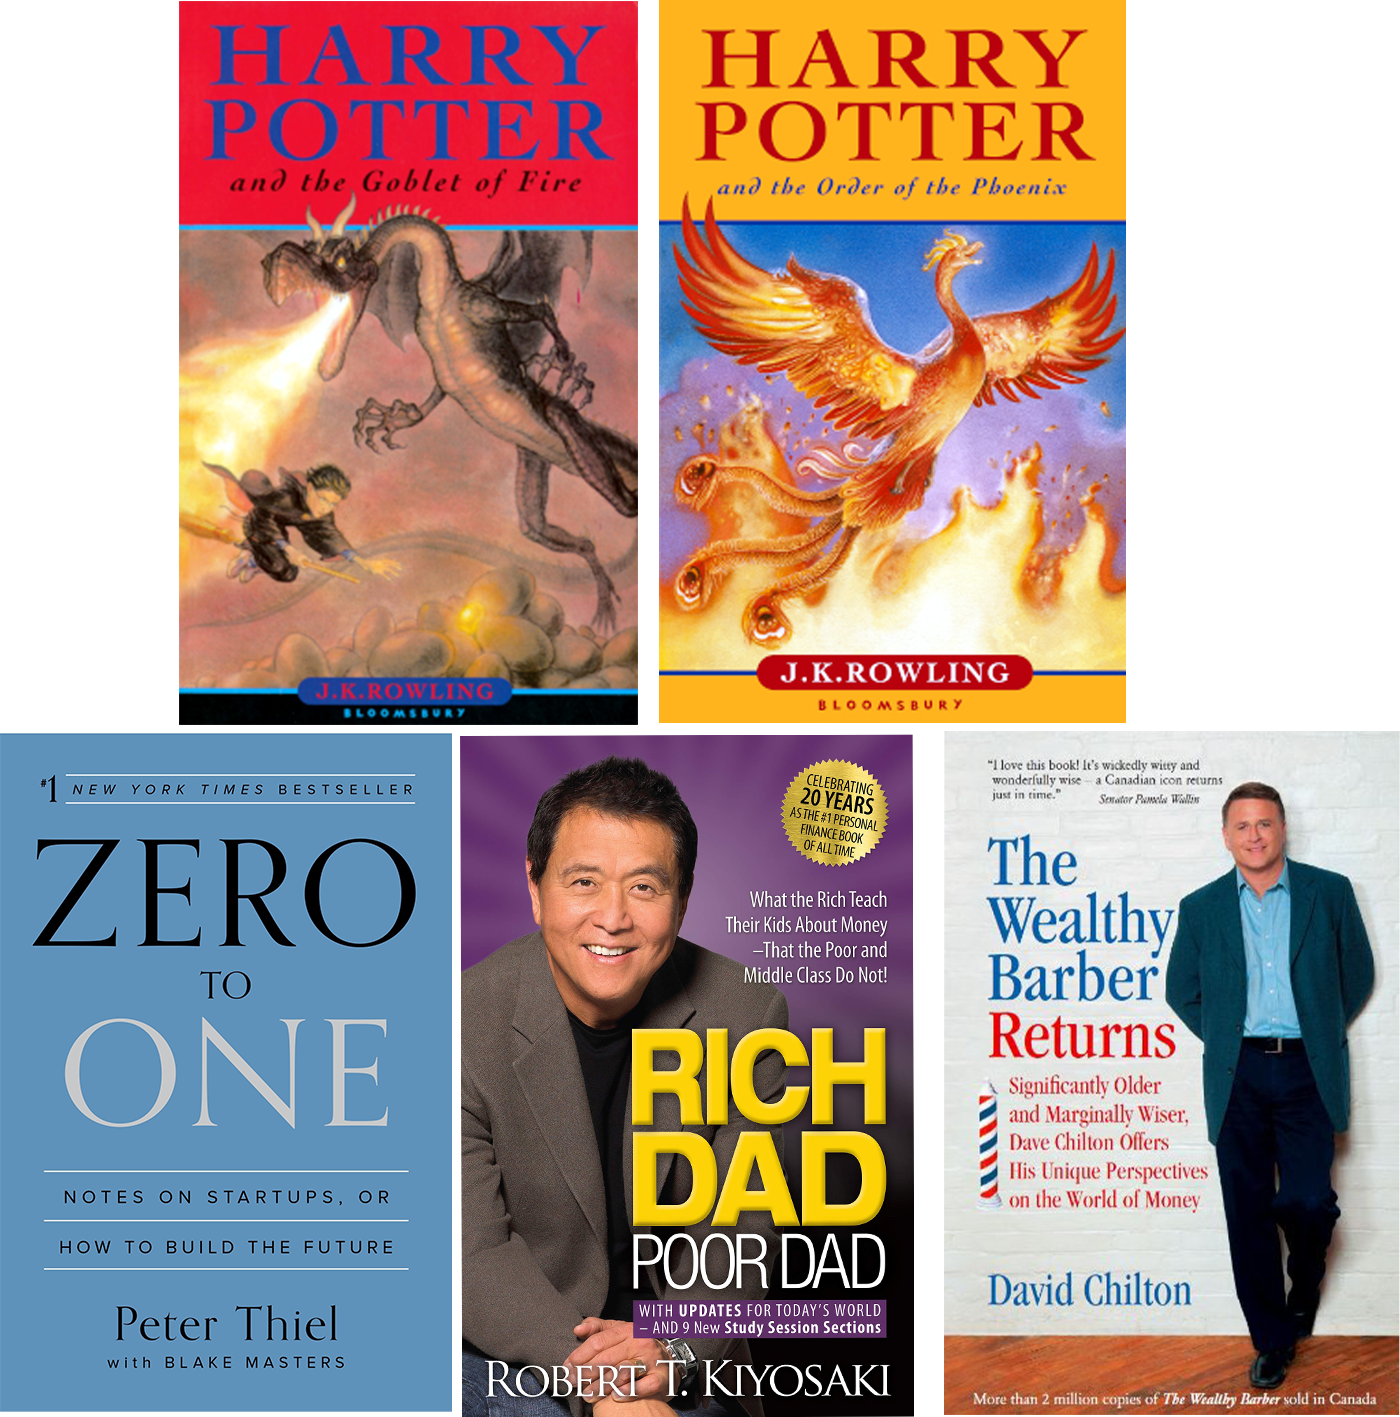 HARRY
POTTER
and the Goblet of Fire
J.K.ROWLING
BLOOMSBURY
HARRY
POTTER
and the Order of the Phoenix
J.K.ROWLING
BLOOMSBURY
#1 NEW YORK TIMES BESTSELLER
ZERO
TO
ONE
NOTES ON STARTUPS, OR
HOW TO BUILD THE FUTURE
Peter Thiel
with BLAKE MASTERS
CELEBRATING
20 YEARS
AS THE #1 PERSONAL
FINANCE BOOK
OF ALL TIME
What the Rich Teach
Their Kids About Money
–That the Poor and
Middle Class Do Not!
RICH
DAD
POOR DAD
WITH UPDATES FOR TODAY'S WORLD
– AND 9 New Study Session Sections
ROBERT T. KIYOSAKI
"I love this book! It's wickedly witty and
wonderfully wise – a Canadian icon returns
just in time."
Senator Pamela Wallin
The
Wealthy
Barber
Returns
Significantly Older
and Marginally Wiser,
Dave Chilton Offers
His Unique Perspectives
on the World of Money
David Chilton
More than 2 million copies of The Wealthy Barber sold in Canada